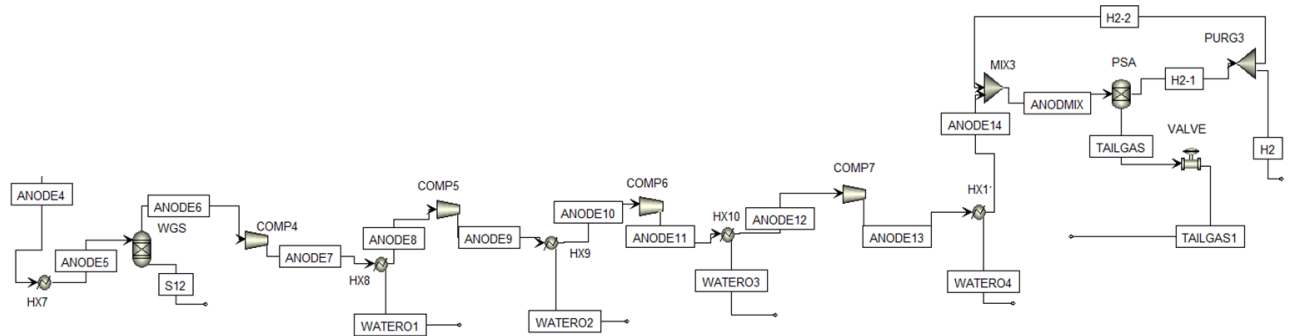 H2-2
PURG3
MIX3
PSA
H2-1
ANODMIX
ANODE14
VALVE
TAILGAS
H2
COMP7
COMP6
COMP5
ANODE4
ANODE6
WGS
COMP4
ANODE10
HX10
ANODE12
HX1
ANODE8
ANODE9
ANODE11
ANODE13
TAILGAS1
ANODE5
ANODE7
HX9
HX7
S12
HX8
WATERO3
WATERO4
WATERO1
WATERO2